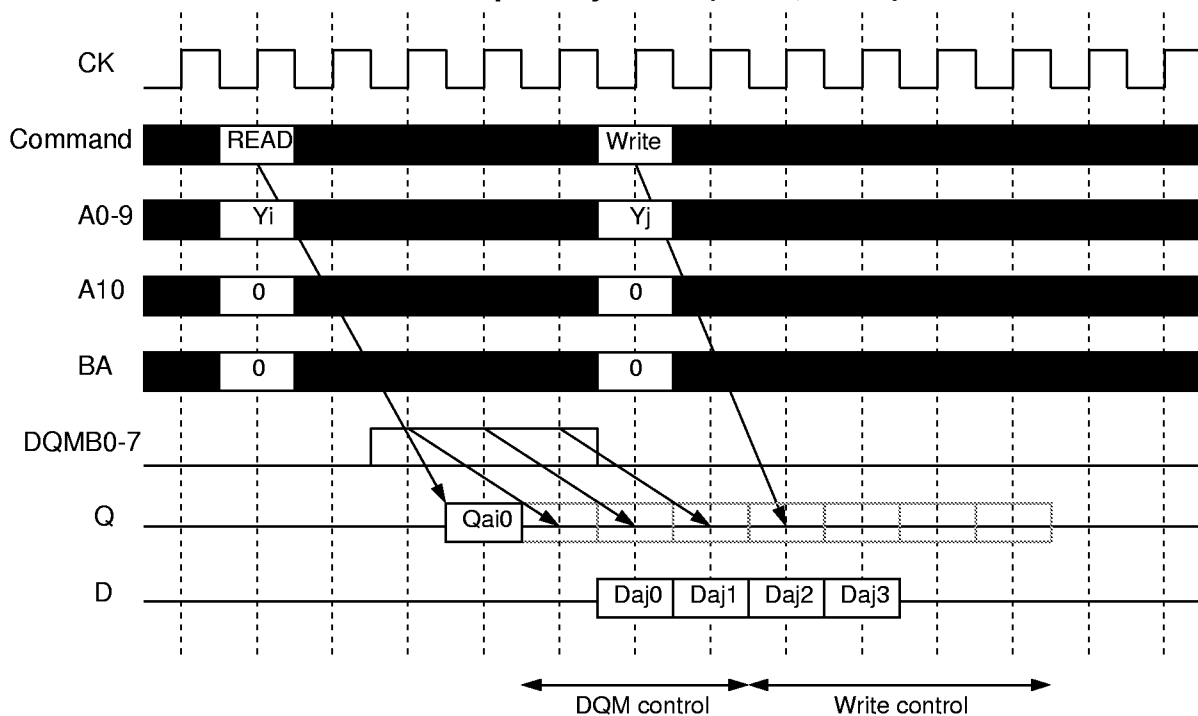 CK
Command READ Write
A0-9 Yi Yj
A10 0 0
BA 0 0
DQMB0-7
Q Qai0
D Daj0 Daj1 Daj2 Daj3
DQM control Write control